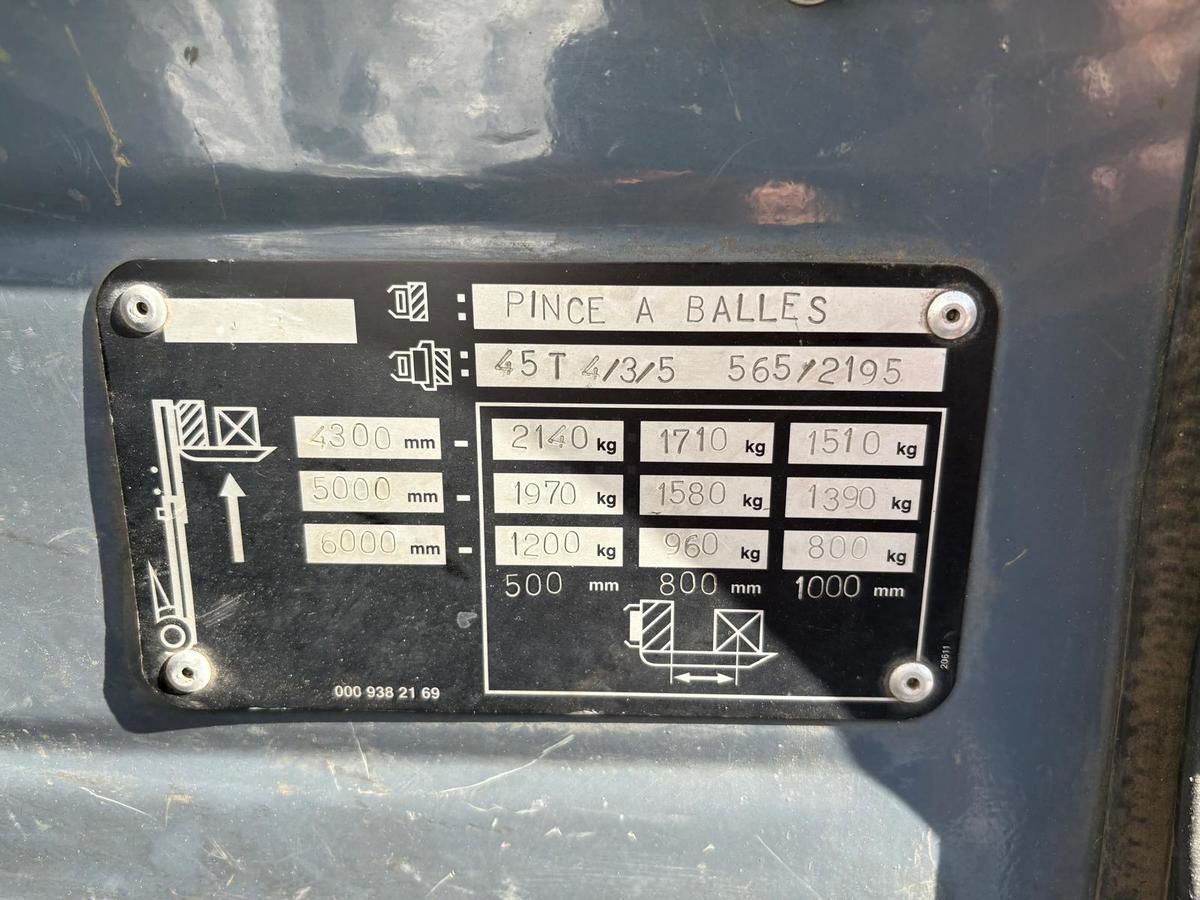 : PINCE A BALLES
: 45T 4/3/5 565/2195
4300 mm - 2140 kg 1710 kg 1510 kg
5000 mm - 1970 kg 1580 kg 1390 kg
6000 mm - 1200 kg 960 kg 800 kg
500 mm 800 mm 1000 mm
000 938 21 69
20611